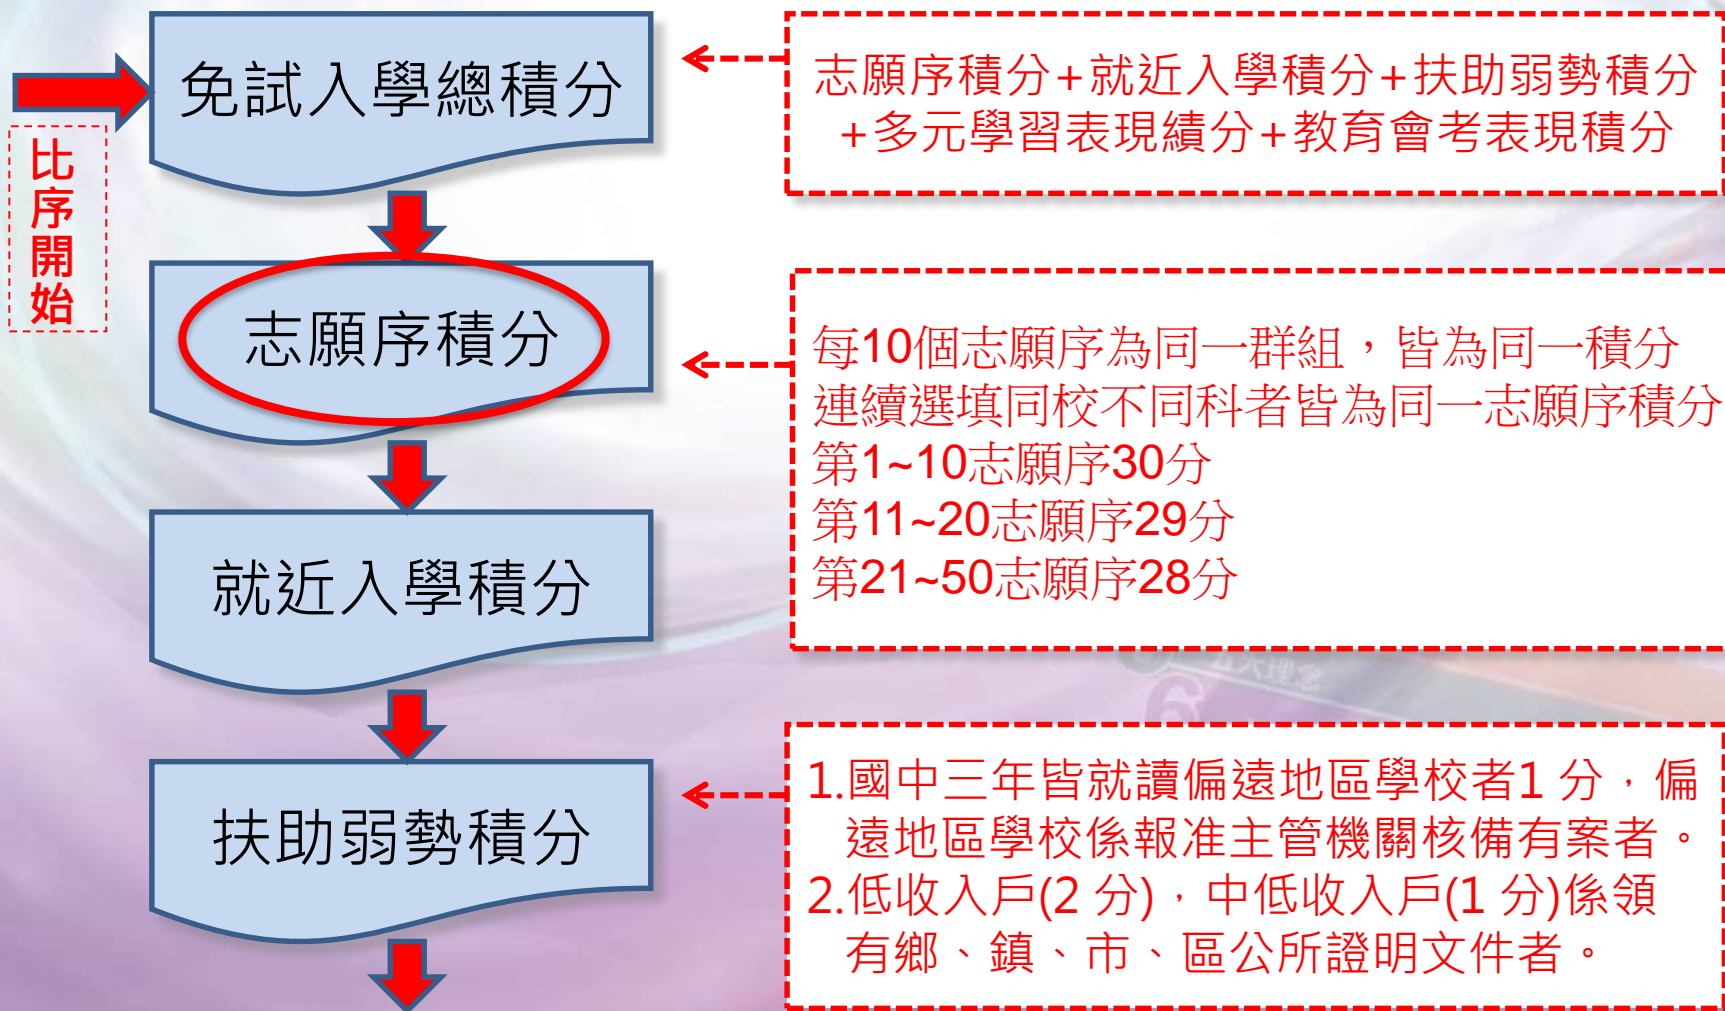 免試入學總積分
志願序積分+就近入學積分+扶助弱勢積分
+多元學習表現績分+教育會考表現積分
比序開始
志願序積分
每10個志願序為同一群組，皆為同一積分
連續選填同校不同科者皆為同一志願序積分
第1~10志願序30分
第11~20志願序29分
第21~50志願序28分
就近入學積分
五大理念
6
扶助弱勢積分
1.國中三年皆就讀偏遠地區學校者1 分，偏
遠地區學校係報准主管機關核備有案者。
2.低收入戶(2 分)，中低收入戶(1 分)係領
有鄉、鎮、市、區公所證明文件者。